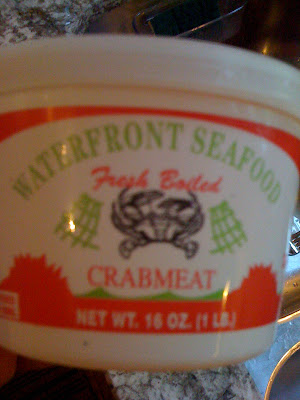 WATERFRONT SEAFOOD
Fresh Boiled
CRABMEAT
NET WT. 16 OZ. (1 LB.)